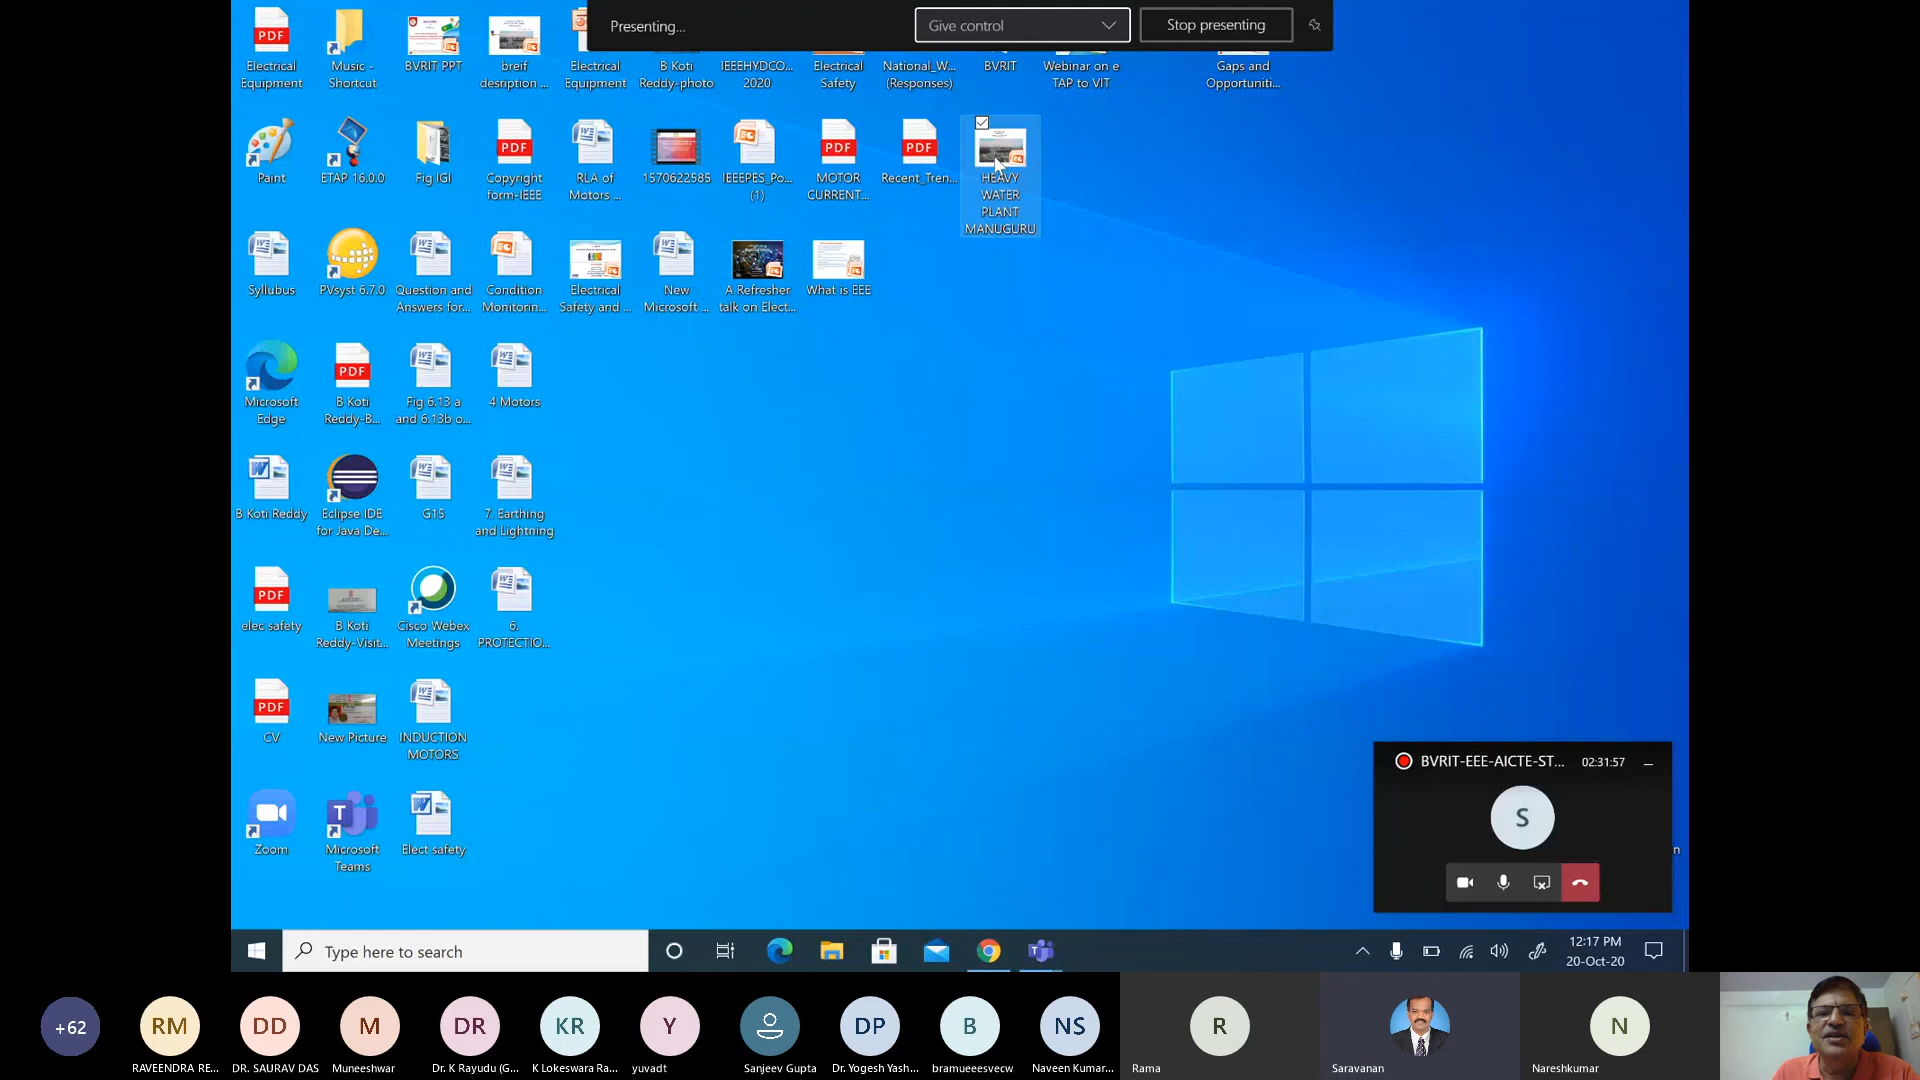 Presenting...
Give control
Stop presenting
Electrical
Equipment
Music -
Shortcut
BVRIT PPT
breif
desription ...
Electrical
Equipment
B Koti
Reddy-photo
IEEEHYDCO...
2020
Electrical
Safety
National_W...
(Responses)
BVRIT
Webinar on e
TAP to VIT
Gaps and
Opportuniti...
Paint
ETAP 16.0.0
Fig IGI
PDF
Copyright
form-IEEE
RLA of
Motors ...
1570622585
IEEEPES_Po...
(1)
PDF
MOTOR
CURRENT...
PDF
Recent_Tren...
HEAVY
WATER
PLANT
MANUGURU
Syllubus
PVsyst 6.7.0
Question and
Answers for...
Condition
Monitorin...
Electrical
Safety and ...
New
Microsoft ...
A Refresher
talk on Elect...
What is EEE
Microsoft
Edge
PDF
B Koti
Reddy-B...
Fig 6.13 a
and 6.13b o...
4 Motors
B Koti Reddy
Eclipse IDE
for Java De...
G15
7. Earthing
and Lightning
PDF
elec safety
B Koti
Reddy-Visit...
Cisco Webex
Meetings
6.
PROTECTIO...
PDF
CV
New Picture
INDUCTION
MOTORS
Zoom
Microsoft
Teams
Elect safety
BVRIT-EEE-AICTE-ST...
02:31:57
S
n
Type here to search
12:17 PM
20-Oct-20
+62
RM
RAVEENDRA RE...
DD
DR. SAURAV DAS
M
Muneeshwar
DR
Dr. K Rayudu (G...
KR
K Lokeswara Ra...
Y
yuvadt
Sanjeev Gupta
DP
Dr. Yogesh Yash...
B
bramueeesvecw
NS
Naveen Kumar...
R
Rama
Saravanan
N
Nareshkumar